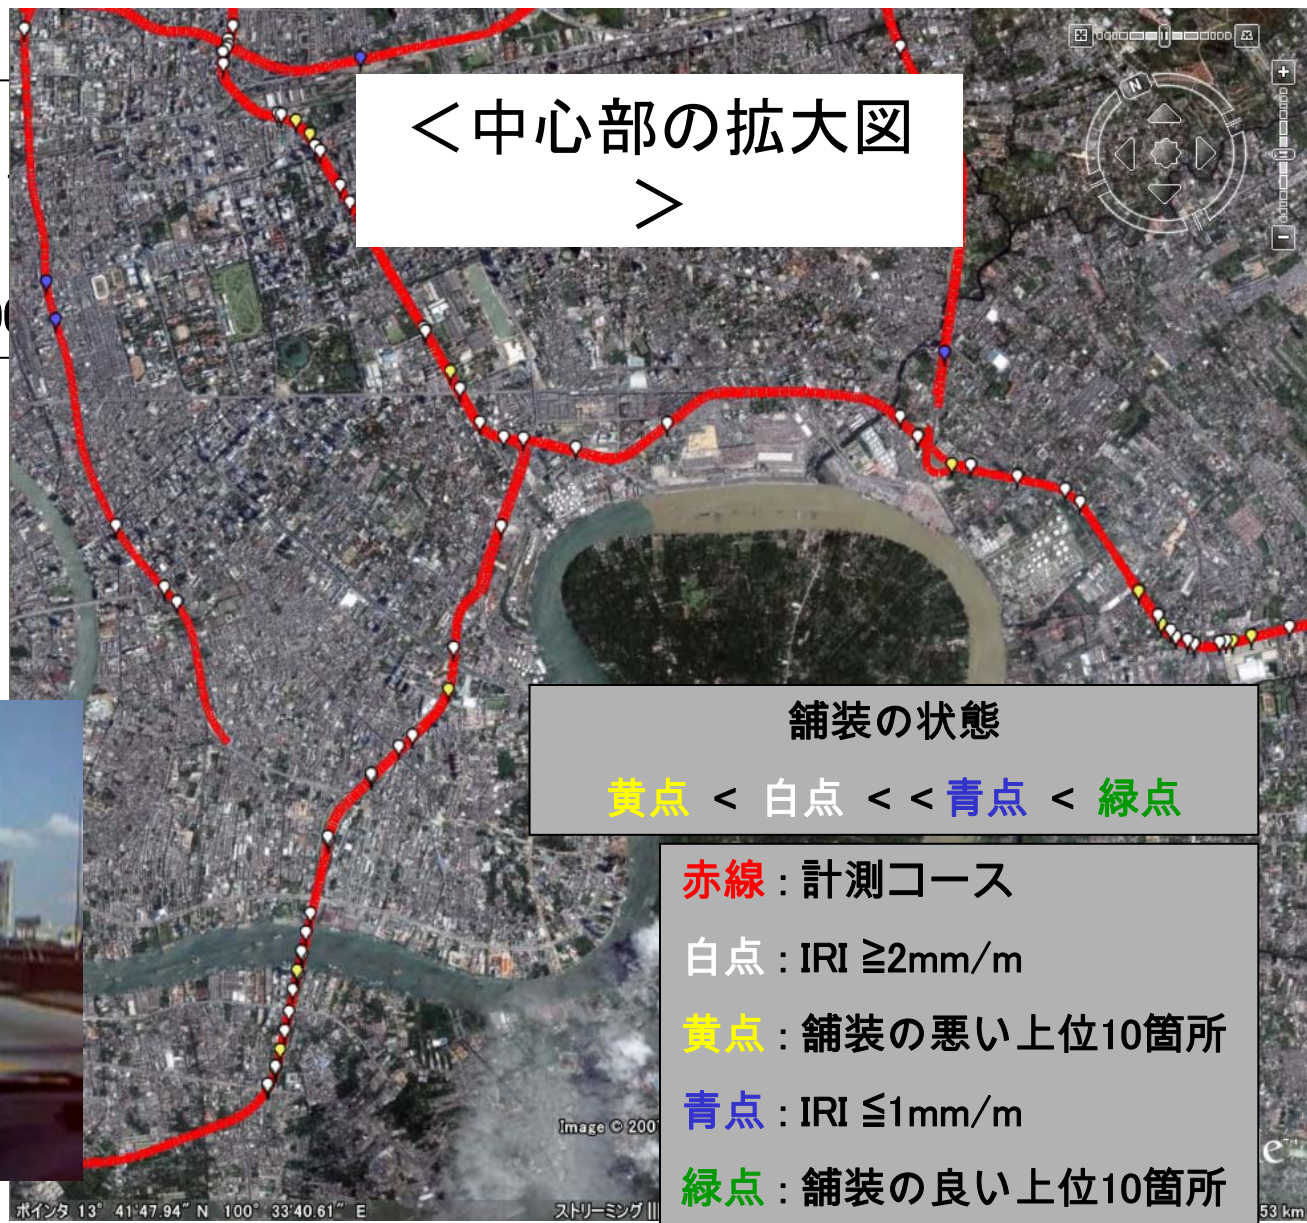 ＜中心部の拡大図
＞
N
舗装の状態
黄点 < 白点 << 青点 < 緑点
赤線：計測コース
白点：IRI ≧2mm/m
黄点：舗装の悪い上位10箇所
青点：IRI ≦1mm/m
緑点：舗装の良い上位10箇所
Image © 2007
ポインタ 13° 41'47.94" N 100° 33'40.61" E
ストリーミング
53 km